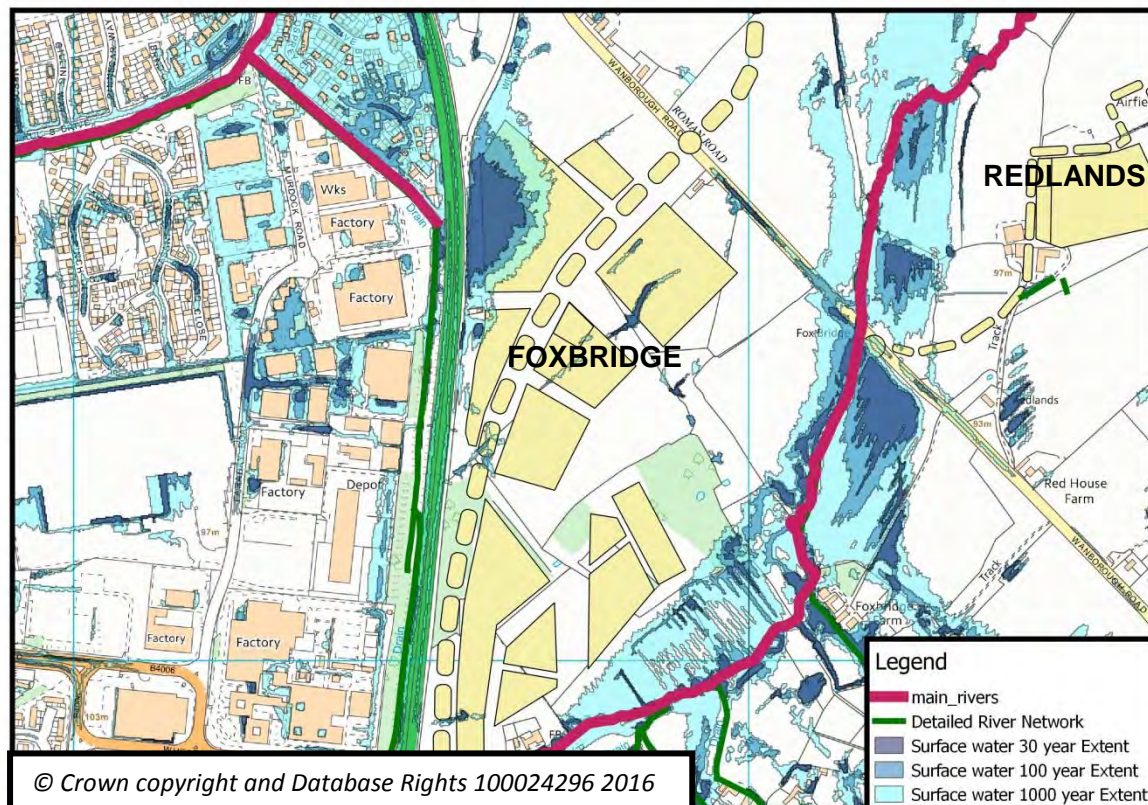 WANBOROUGH ROAD
ROMAN ROAD
Airfie
REDLANDS
FB
MURDOCK ROAD
Wks
Drain
Factory
97m
Factory
FOXBRIDGE
Track
CLOSE
Redlands
93m
Red House
Farm
Factory
Depot
97m
WANBOROUGH ROAD
Track
Foxbridge
Farm
Factory
Factory
Drain
B4006
103m
FB
Legend
main_rivers
Detailed River Network
Surface water 30 year Extent
Surface water 100 year Extent
Surface water 1000 year Extent
© Crown copyright and Database Rights 100024296 2016